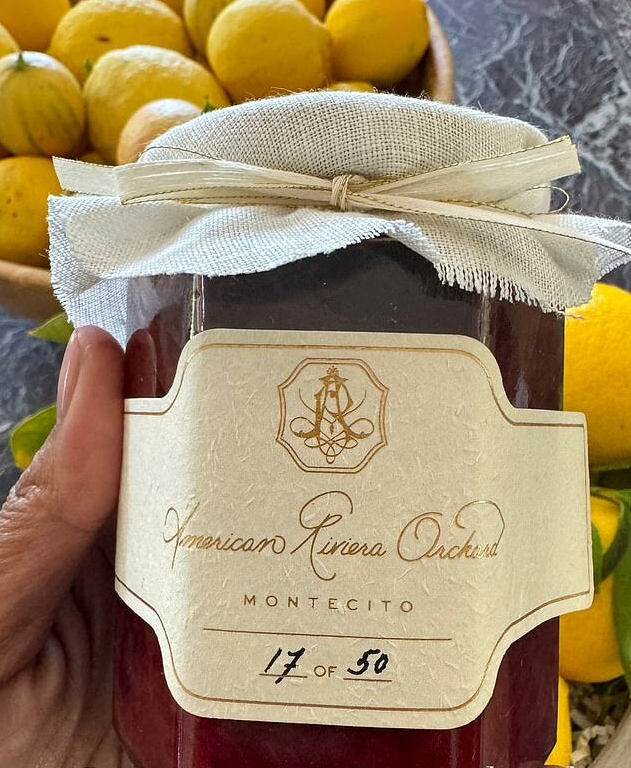 American Riviera Orchard
MONTECITO
17 OF 50